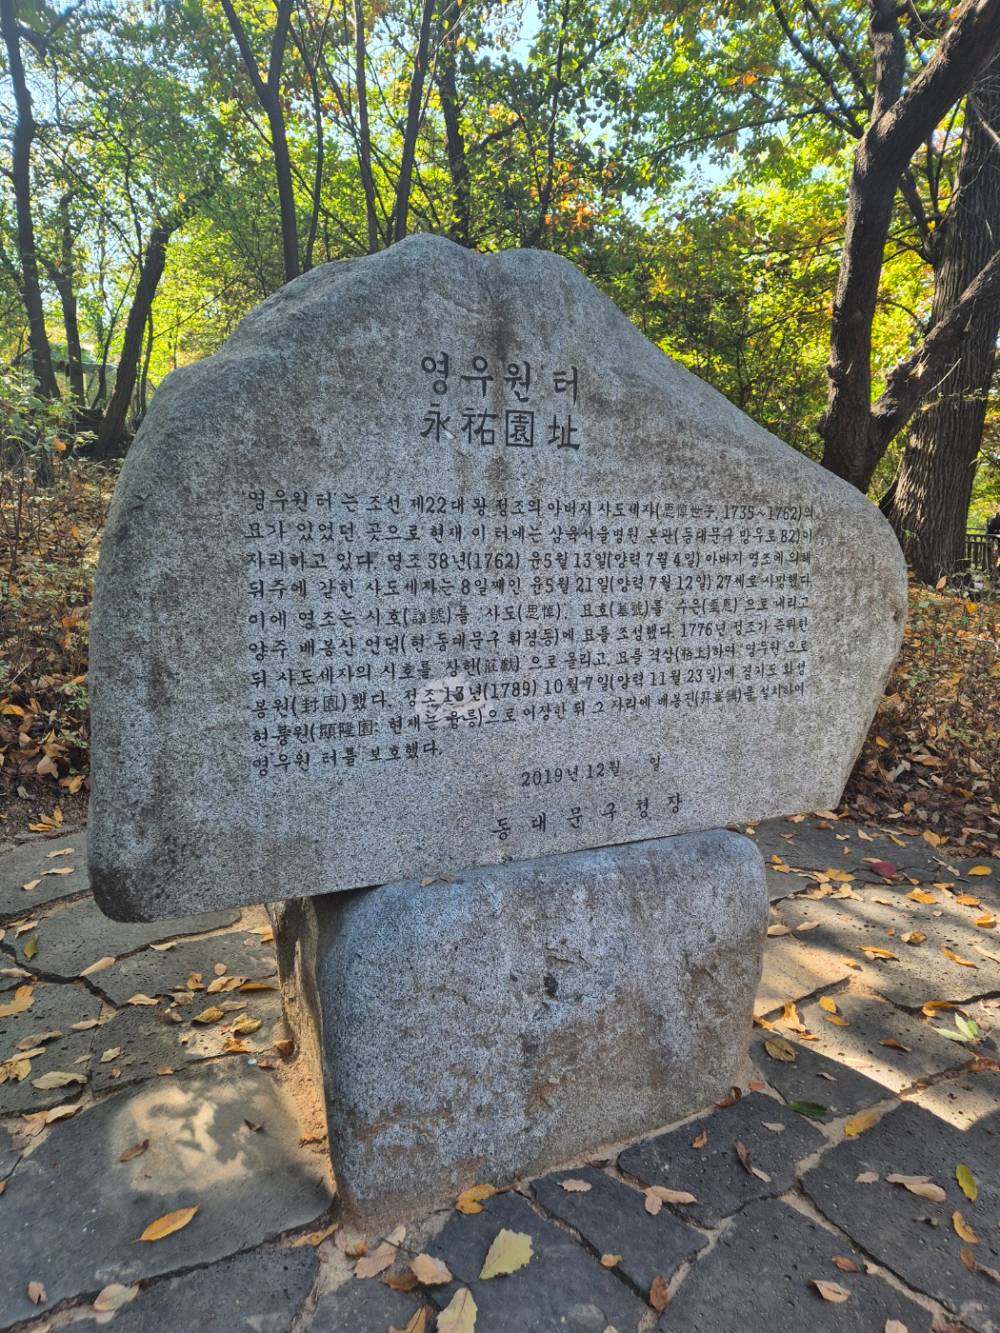 영우원 터
永祐園址
'영우원 터'는 조선 제22대 왕 정조의 아버지 사도세자(思悼世子, 1735~1762)의
묘가 있었던 곳으로 현재 이 터에는 삼육서울병원 본관(동대문구 망우로 82)이
자리하고 있다. 영조 38년(1762) 윤5월 13일(양력 7월 4일) 아버지 영조에 의해
뒤주에 갇힌 사도세자는 8일째인 윤5월 21일(양력 7월 12일) 27세로 사망했다.
이에 영조는 시호(諡號)를 '사도(思悼)', 묘호(墓號)를 '수은(垂恩)'으로 내리고
양주 배봉산 언덕(현 동대문구 휘경동)에 묘를 조성했다. 1776년 정조가 즉위한
뒤 사도세자의 시호를 '장헌(莊獻)'으로 올리고, 묘를 격상(格上)하여 '영우원'으로
봉원(封園)했다. 정조 13년(1789) 10월 7일(양력 11월 23일)에 경기도 화성
현륭원(顯隆園: 현재는 융릉)으로 이장한 뒤 그 자리에 배봉진(拜峯鎭)을 설치하여
영우원 터를 보호했다.
2019년 12월 일
동대문구청장